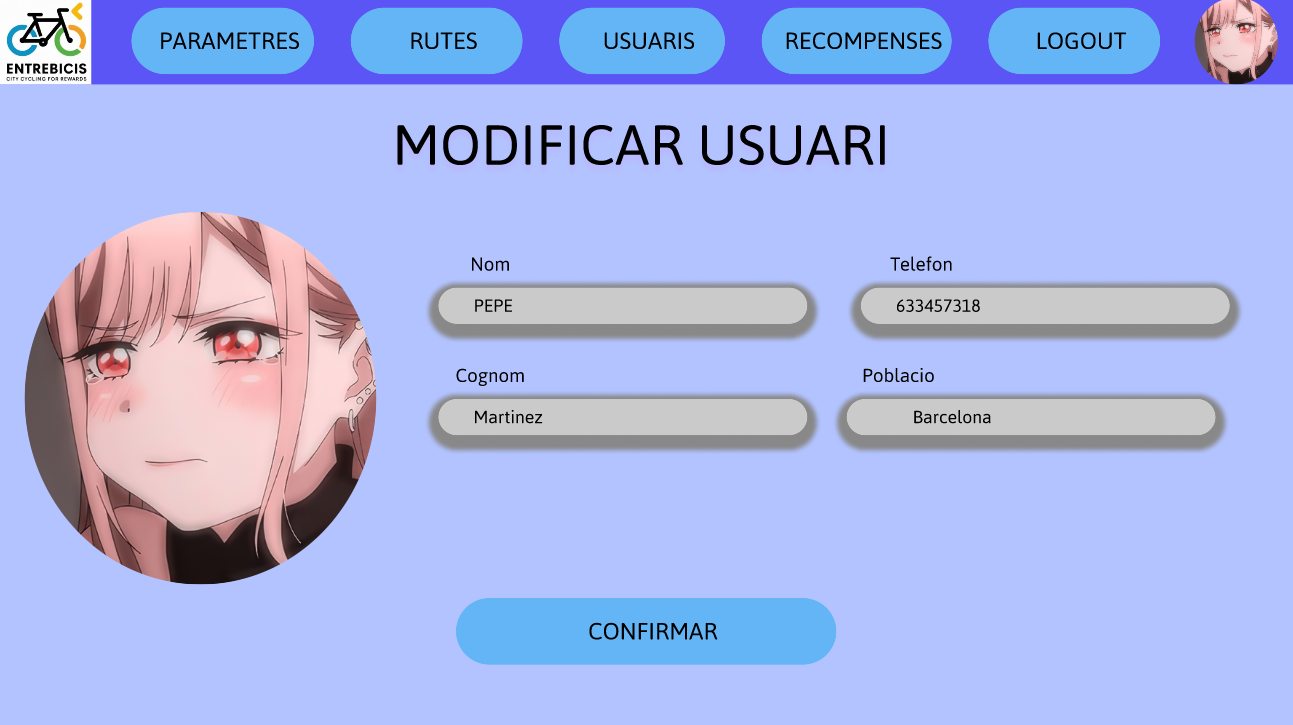 ENTREBICIS
CITY CYCLING FOR REWARDS
PARAMETRES
RUTES
USUARIS
RECOMPENSES
LOGOUT
MODIFICAR USUARI
Nom
Telefon
PEPE
633457318
Cognom
Poblacio
Martinez
Barcelona
CONFIRMAR